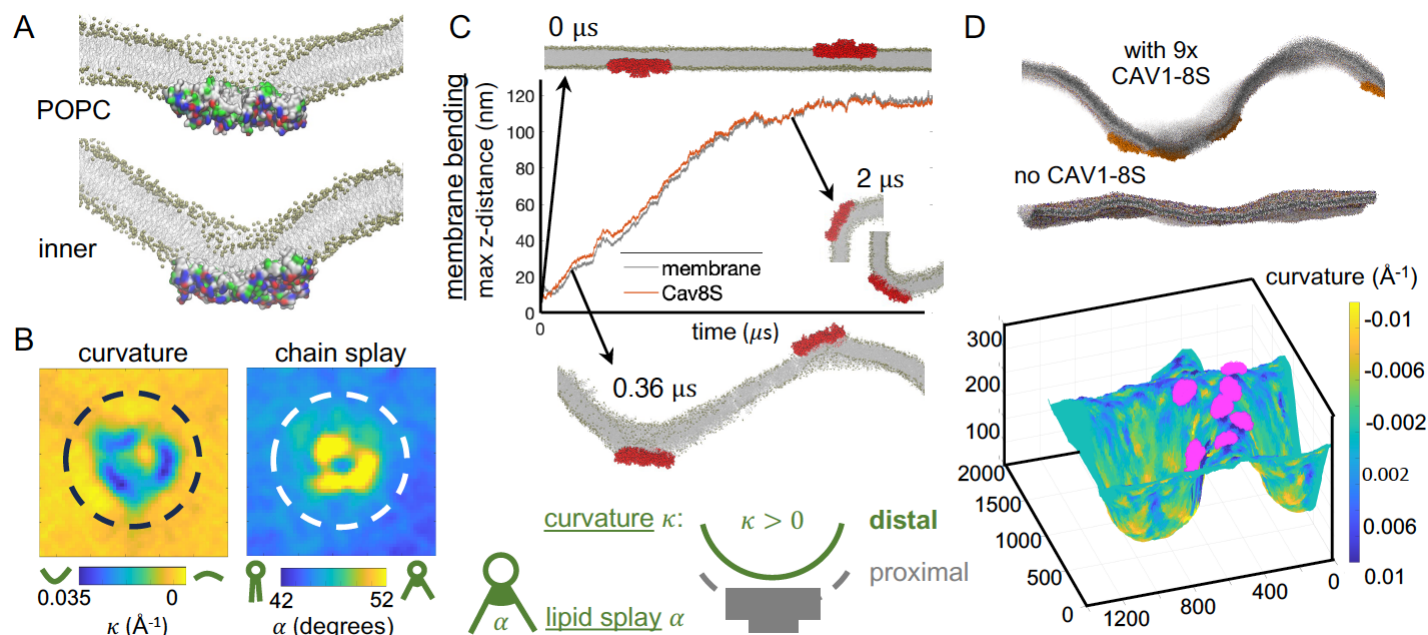 A
POPC
inner
B
curvature
chain splay
0.035 0
κ (Å⁻¹)
42 52
α (degrees)
C
0 μs
membrane bending
max z-distance (nm)
120
100
80
60
40
20
0
0
time (μs)
membrane
Cav8S
2 μs
0.36 μs
curvature κ:
κ > 0
distal
proximal
α
lipid splay α
D
with 9x
CAV1-8S
no CAV1-8S
curvature (Å⁻¹)
300
200
100
2000
1500
1000
500
0
1200
800
400
0
-0.01
-0.006
-0.002
0.002
0.006
0.01